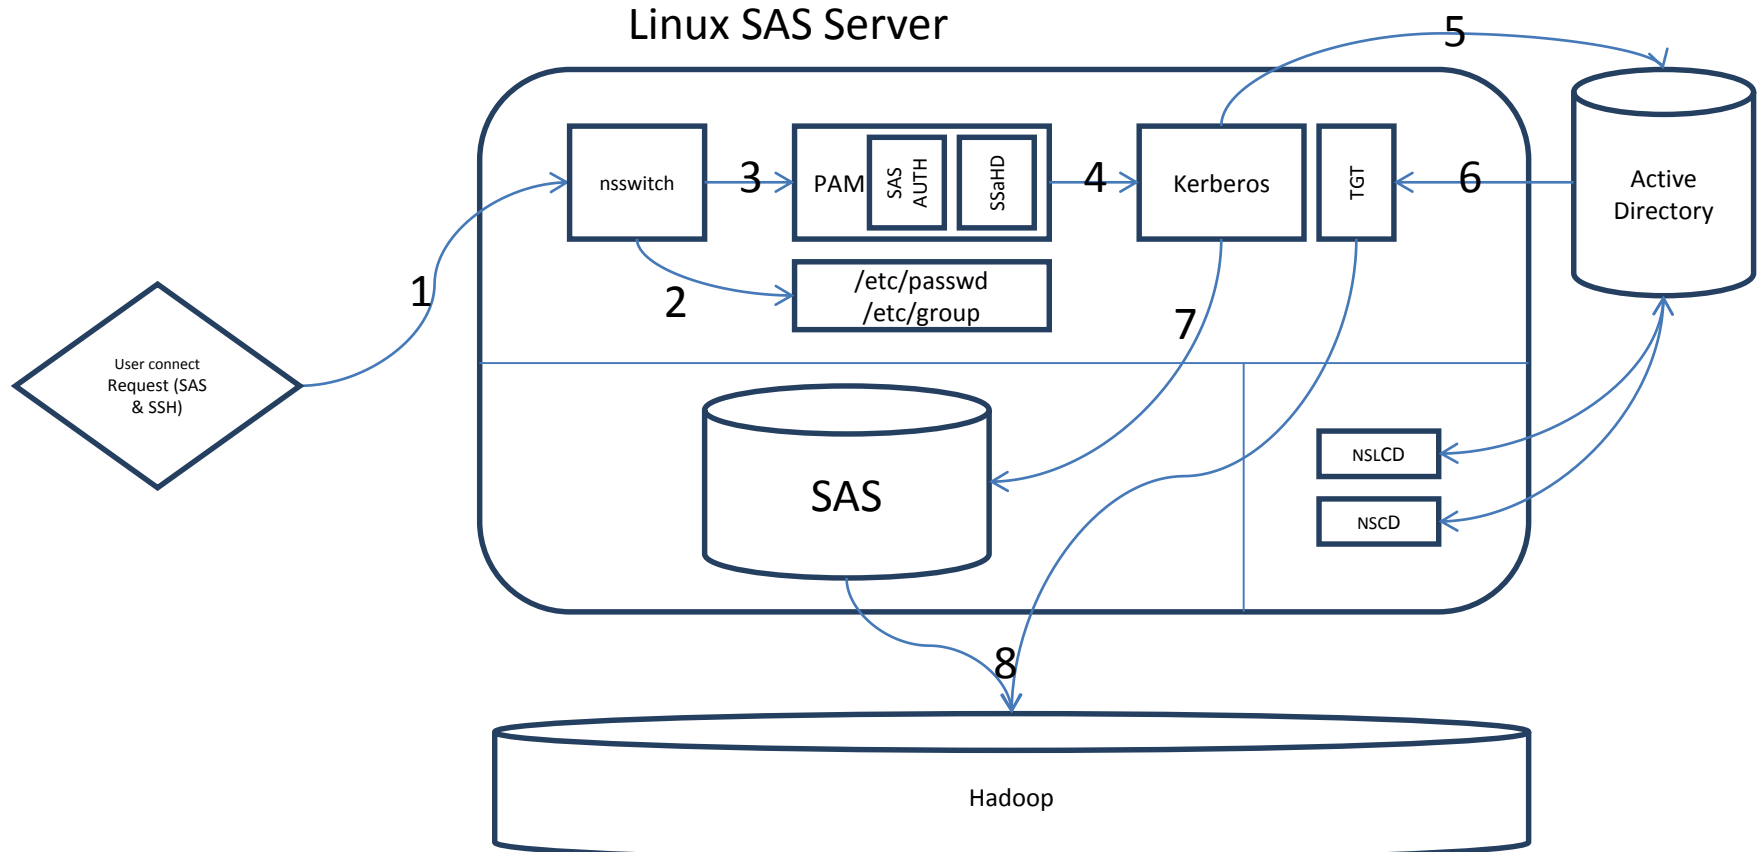 Linux SAS Server
5
nsswitch
3
PAM
SAS
AUTH
SSaHD
4
Kerberos
TGT
6
Active
Directory
1
2
/etc/passwd
/etc/group
7
User connect
Request (SAS
& SSH)
SAS
NSLCD
NSCD
8
Hadoop